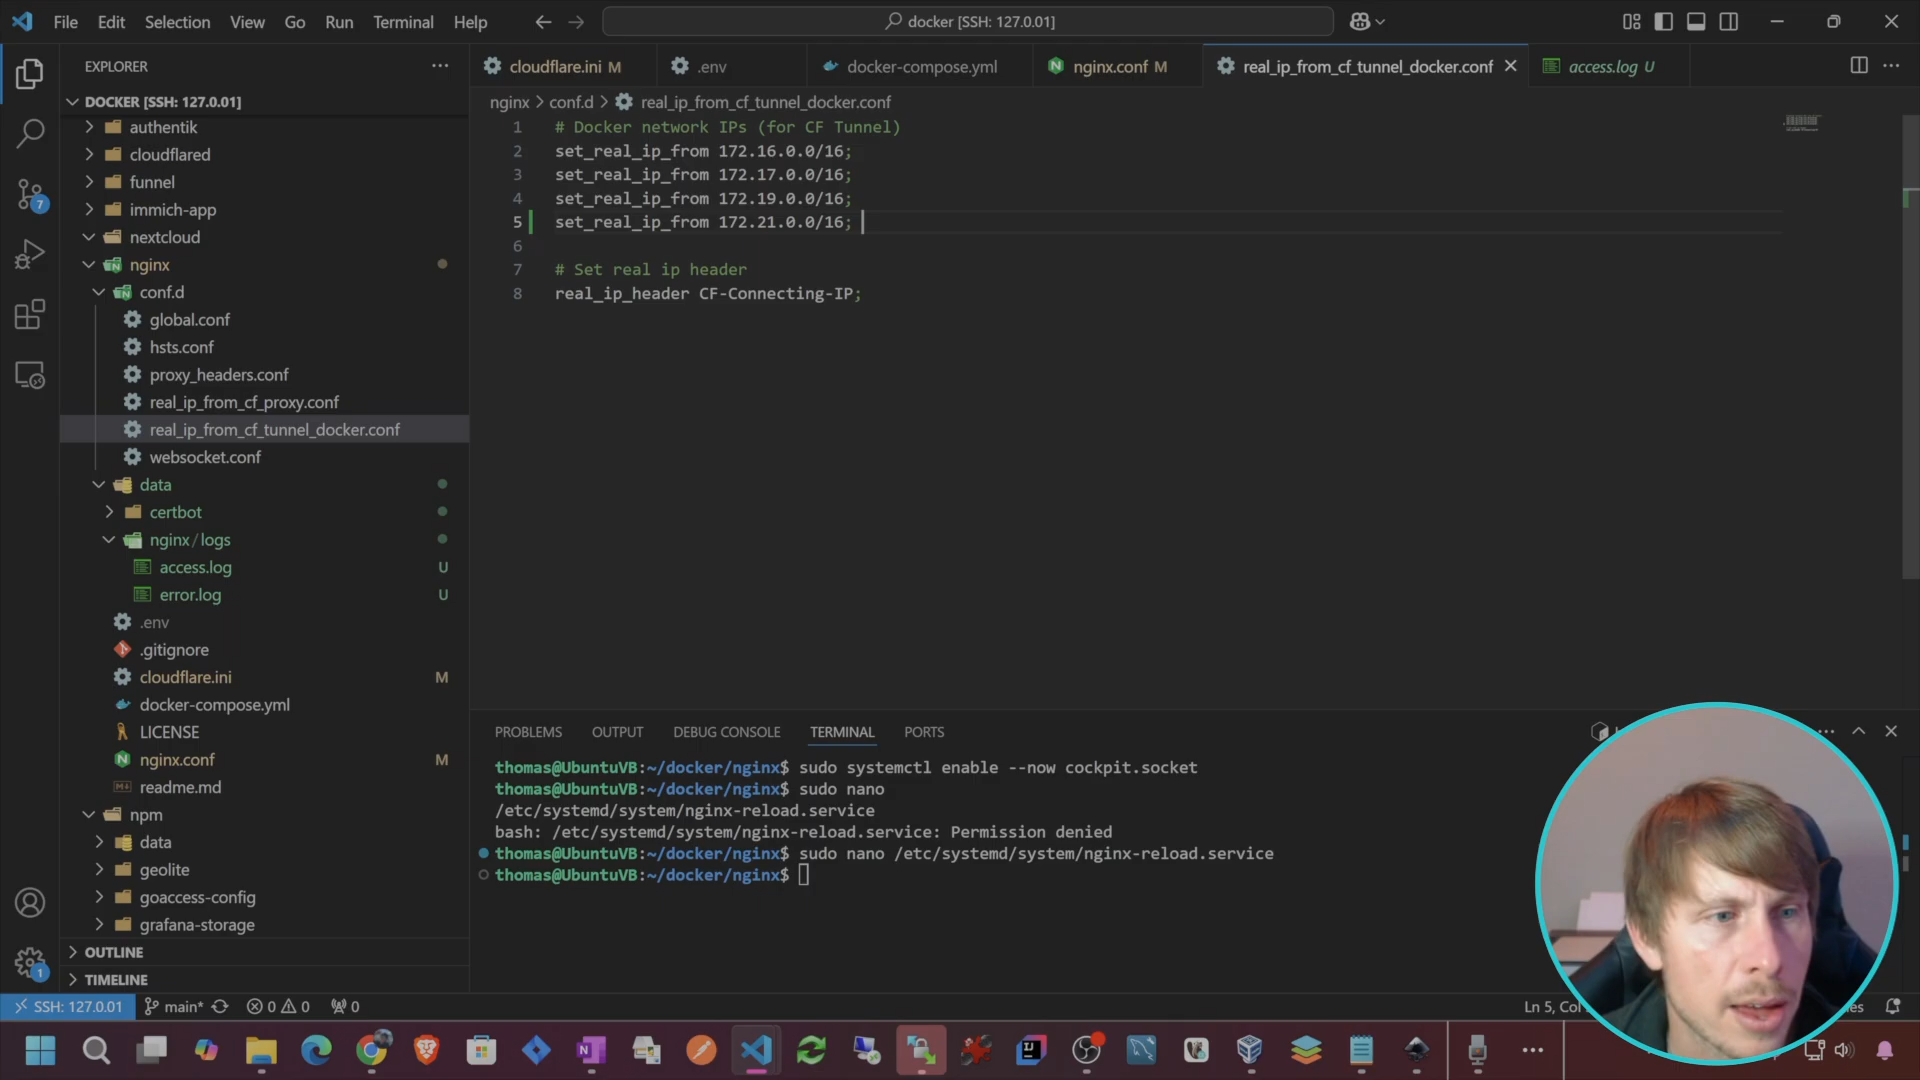 File Edit Selection View Go Run Terminal Help
docker [SSH: 127.0.01]
EXPLORER
cloudflare.ini M
.env
docker-compose.yml
nginx.conf M
real_ip_from_cf_tunnel_docker.conf
access.log U
DOCKER [SSH: 127.0.01]
authentik
cloudflared
funnel
immich-app
nextcloud
nginx
conf.d
global.conf
hsts.conf
proxy_headers.conf
real_ip_from_cf_proxy.conf
real_ip_from_cf_tunnel_docker.conf
websocket.conf
data
certbot
nginx/logs
access.log U
error.log U
.env
.gitignore
cloudflare.ini M
docker-compose.yml
LICENSE
nginx.conf M
readme.md
npm
data
geolite
goaccess-config
grafana-storage
OUTLINE
TIMELINE
7
1
nginx > conf.d > real_ip_from_cf_tunnel_docker.conf
1 # Docker network IPs (for CF Tunnel)
2 set_real_ip_from 172.16.0.0/16;
3 set_real_ip_from 172.17.0.0/16;
4 set_real_ip_from 172.19.0.0/16;
5 set_real_ip_from 172.21.0.0/16;
6
7 # Set real ip header
8 real_ip_header CF-Connecting-IP;
PROBLEMS OUTPUT DEBUG CONSOLE TERMINAL PORTS
thomas@UbuntuVB:~/docker/nginx$ sudo systemctl enable --now cockpit.socket
thomas@UbuntuVB:~/docker/nginx$ sudo nano
/etc/systemd/system/nginx-reload.service
bash: /etc/systemd/system/nginx-reload.service: Permission denied
thomas@UbuntuVB:~/docker/nginx$ sudo nano /etc/systemd/system/nginx-reload.service
thomas@UbuntuVB:~/docker/nginx$
SSH: 127.0.01 main* 0 0 0
Ln 5, Col